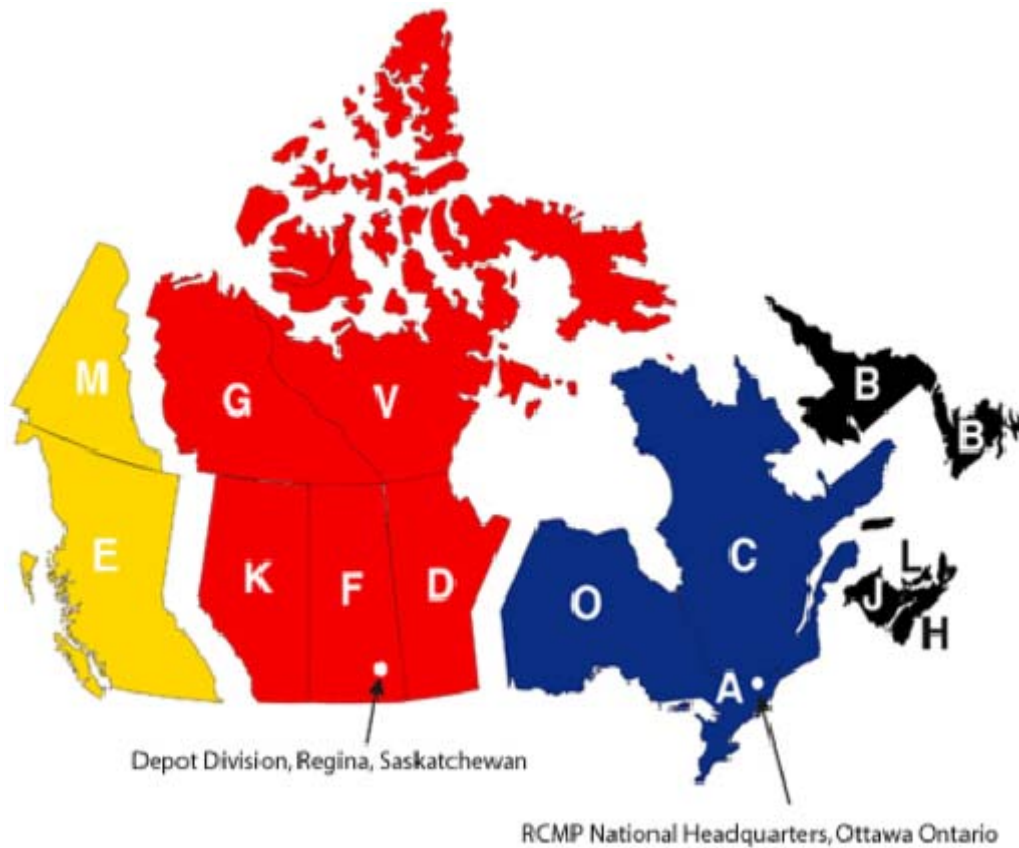 M
G
V
B
B
E
K
F
D
O
C
L
J
H
A
Depot Division, Regina, Saskatchewan
RCMP National Headquarters, Ottawa Ontario